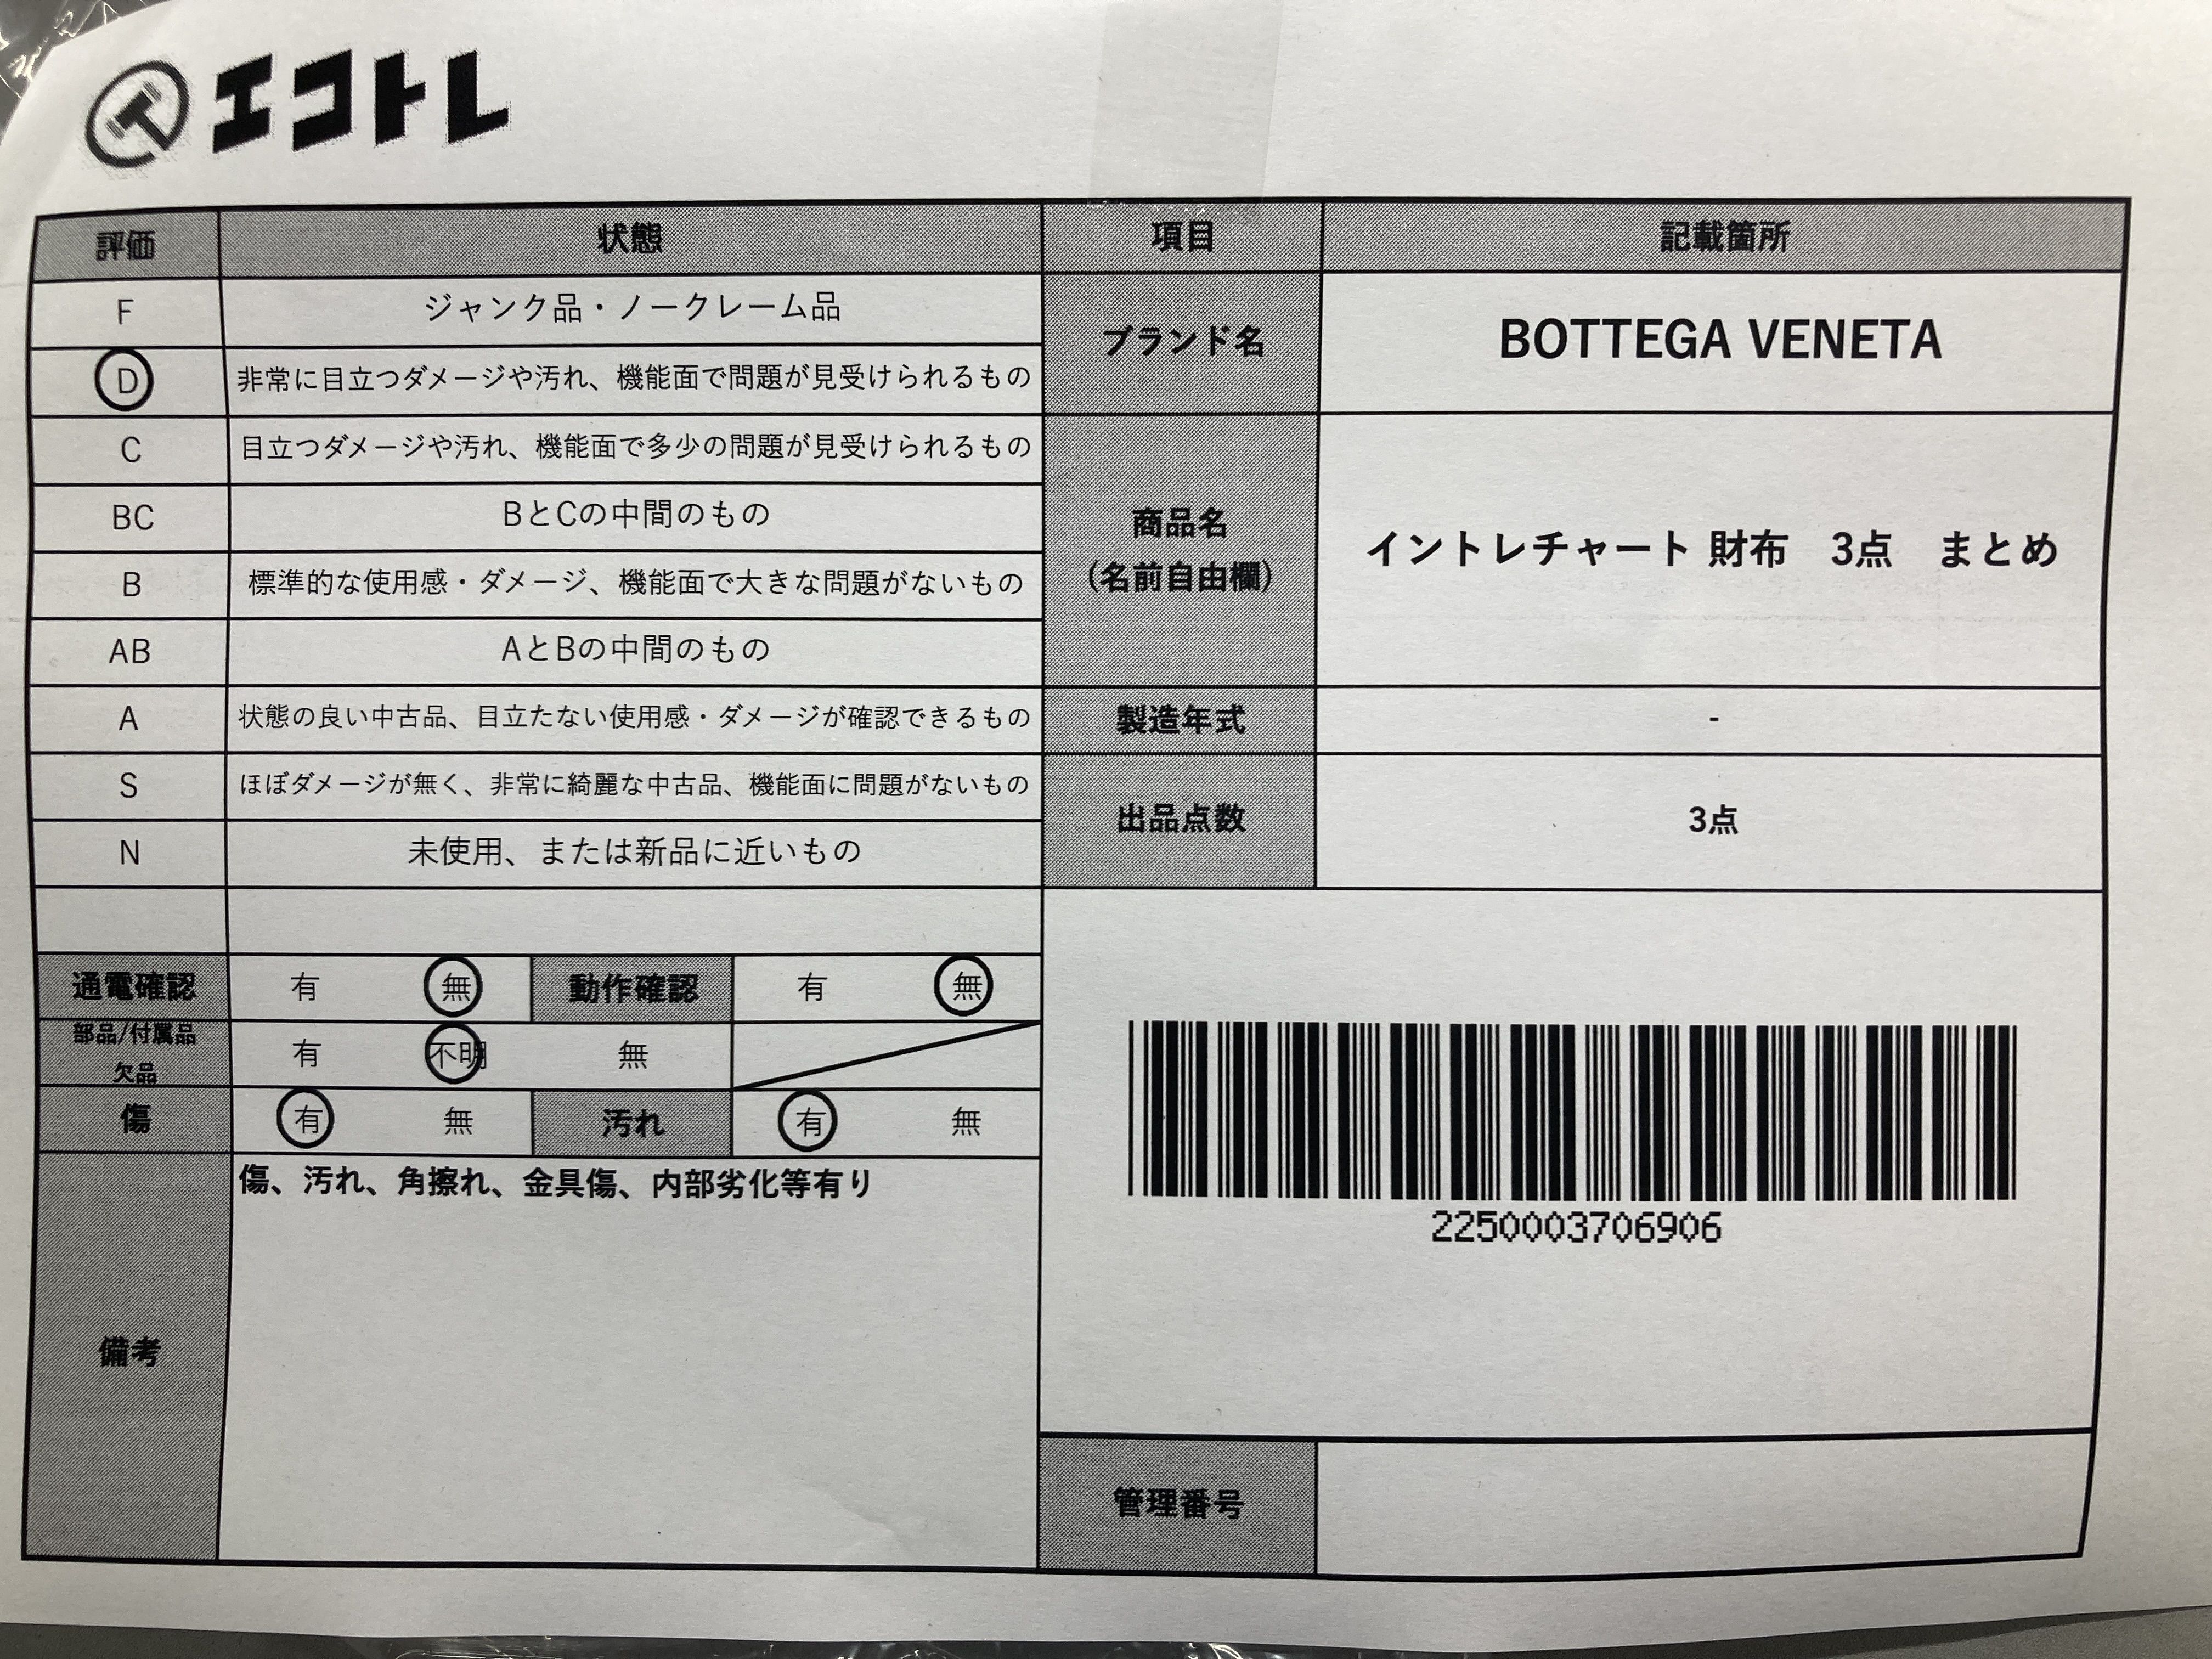 エコトレ
評価 状態 項目 記載箇所
F ジャンク品・ノークレーム品
D 非常に目立つダメージや汚れ、機能面で問題が見受けられるもの
ブランド名 BOTTEGA VENETA
C 目立つダメージや汚れ、機能面で多少の問題が見受けられるもの
BC BとCの中間のもの
B 標準的な使用感・ダメージ、機能面で大きな問題がないもの
商品名
(名前自由欄)
イントレチャート 財布 3点 まとめ
AB AとBの中間のもの
A 状態の良い中古品、目立たない使用感・ダメージが確認できるもの
製造年式 -
S ほぼダメージが無く、非常に綺麗な中古品、機能面に問題がないもの
出品点数 3点
N 未使用、または新品に近いもの
通電確認 有 無 動作確認 有 無
部品/付属品
欠品
有 不明 無
傷 有 無 汚れ 有 無
備考
傷、汚れ、角擦れ、金具傷、内部劣化等有り
2250003706906
管理番号